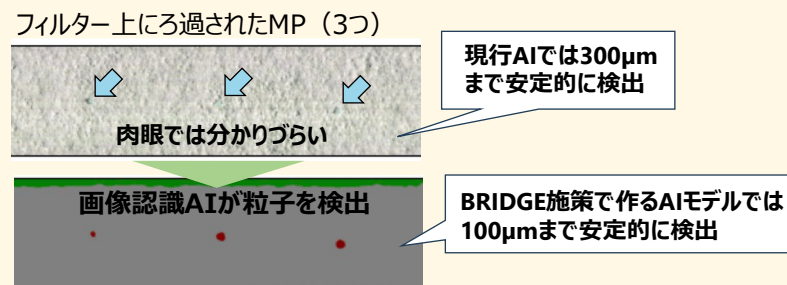 フィルター上にろ過されたMP（3つ）
現行AIでは300μm
まで安定的に検出
肉眼では分かりづらい
画像認識AIが粒子を検出
BRIDGE施策で作るAIモデルでは
100μmまで安定的に検出